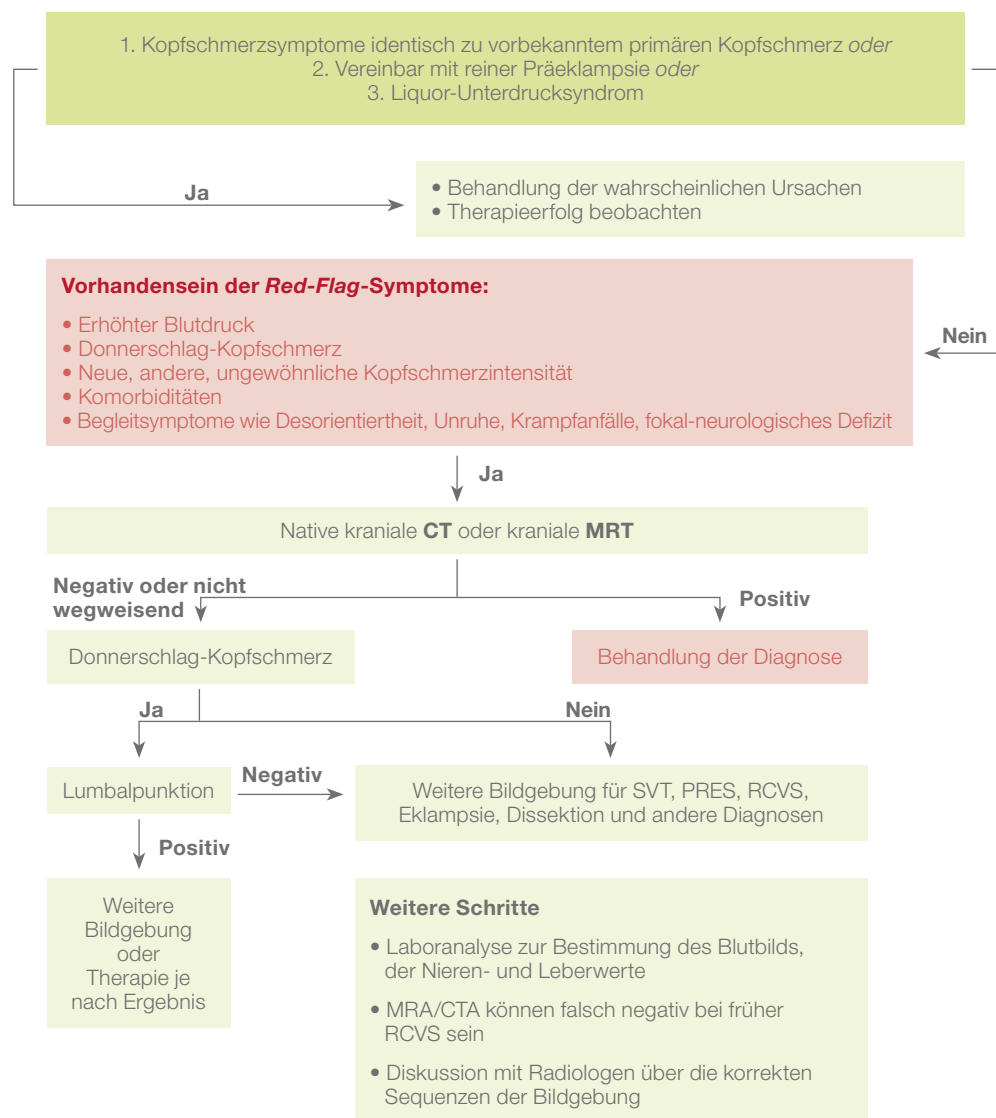 1. Kopfschmerzsymptome identisch zu vorbekanntem primären Kopfschmerz oder
2. Vereinbar mit reiner Präeklampsie oder
3. Liquor-Unterdrucksyndrom
Ja
• Behandlung der wahrscheinlichen Ursachen
• Therapieerfolg beobachten
Vorhandensein der Red-Flag-Symptome:
• Erhöhter Blutdruck
• Donnerschlag-Kopfschmerz
• Neue, andere, ungewöhnliche Kopfschmerzintensität
• Komorbiditäten
• Begleitsymptome wie Desorientiertheit, Unruhe, Krampfanfälle, fokal-neurologisches Defizit
Nein
Ja
Native kraniale CT oder kraniale MRT
Negativ oder nicht
wegweisend
Positiv
Donnerschlag-Kopfschmerz
Behandlung der Diagnose
Ja
Nein
Lumbalpunktion
Negativ
Weitere Bildgebung für SVT, PRES, RCVS,
Eklampsie, Dissektion und andere Diagnosen
Positiv
Weitere
Bildgebung
oder
Therapie je
nach Ergebnis
Weitere Schritte
• Laboranalyse zur Bestimmung des Blutbilds,
der Nieren- und Leberwerte
• MRA/CTA können falsch negativ bei früher
RCVS sein
• Diskussion mit Radiologen über die korrekten
Sequenzen der Bildgebung